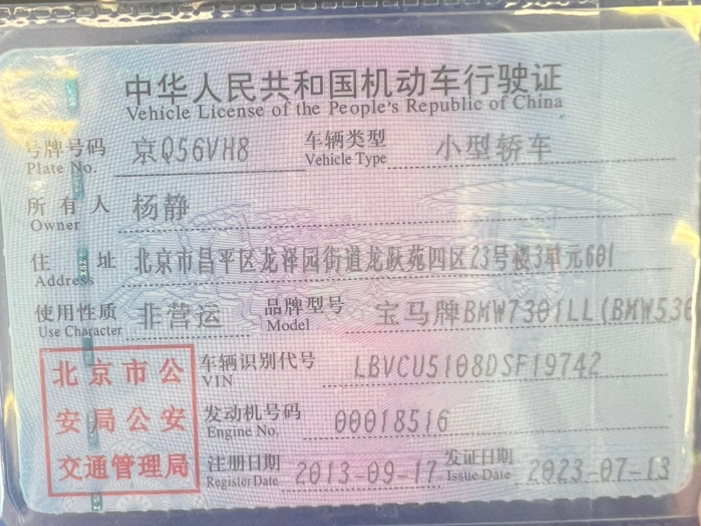 中华人民共和国机动车行驶证
Vehicle License of the People's Republic of China
号牌号码 京Q56VH8 车辆类型 小型轿车
Plate No. Vehicle Type
所有人 杨静
Owner
住址 北京市昌平区龙泽园街道龙跃苑四区23号楼3单元601
Address
使用性质 非营运 品牌型号 宝马牌BMW7301LL(BMW530
Use Character Model
北京市公 车辆识别代号 LBVCU5108DSF19742
VIN
安局公安 发动机号码 00018516
Engine No.
交通管理局 注册日期 2013-09-17 发证日期 2023-07-13
Register Date Issue Date